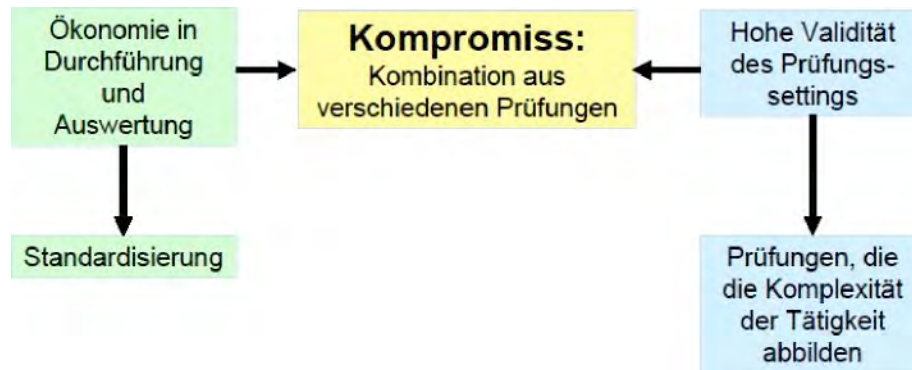 Ökonomie in
Durchführung
und
Auswertung
Kompromiss:
Kombination aus
verschiedenen Prüfungen
Hohe Validität
des Prüfungs-
settings
Standardisierung
Prüfungen, die
die Komplexität
der Tätigkeit
abbilden